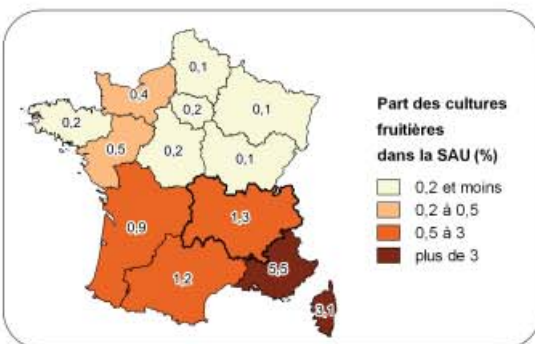 0,1
0,4
0,2
0,1
0,2
0,5
0,2
0,1
0,9
1,3
1,2
5,5
3,1
Part des cultures
fruitières
dans la SAU (%)
0,2 et moins
0,2 à 0,5
0,5 à 3
plus de 3